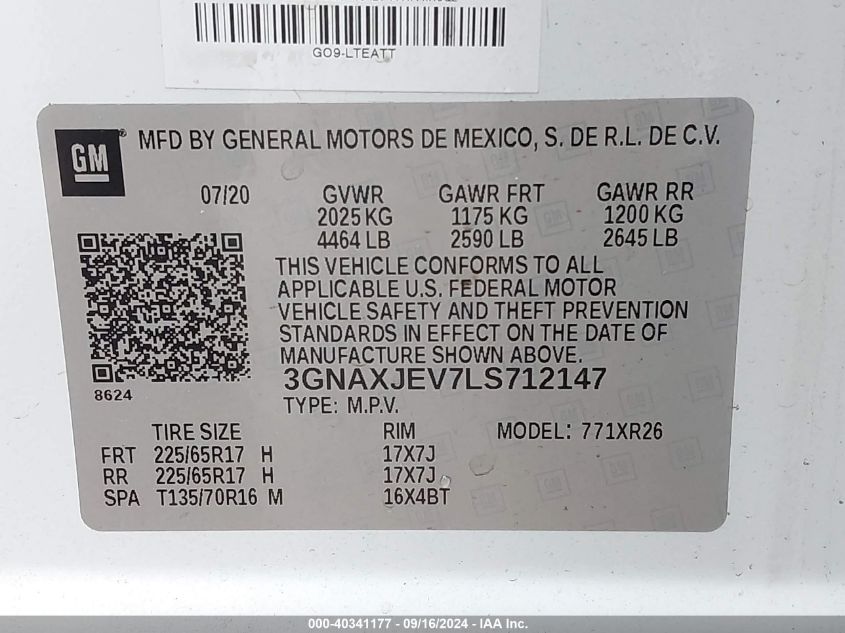 GO9-LTEATT
GM
®
MFD BY GENERAL MOTORS DE MEXICO, S. DE R.L. DE C.V.
07/20 GVWR GAWR FRT GAWR RR
2025 KG 1175 KG 1200 KG
4464 LB 2590 LB 2645 LB
THIS VEHICLE CONFORMS TO ALL
APPLICABLE U.S. FEDERAL MOTOR
VEHICLE SAFETY AND THEFT PREVENTION
STANDARDS IN EFFECT ON THE DATE OF
MANUFACTURE SHOWN ABOVE.
3GNAXJEV7LS712147
8624
TYPE: M.P.V.
TIRE SIZE RIM MODEL: 771XR26
FRT 225/65R17 H 17X7J
RR 225/65R17 H 17X7J
SPA T135/70R16 M 16X4BT
000-40341177 - 09/16/2024 - IAA Inc.